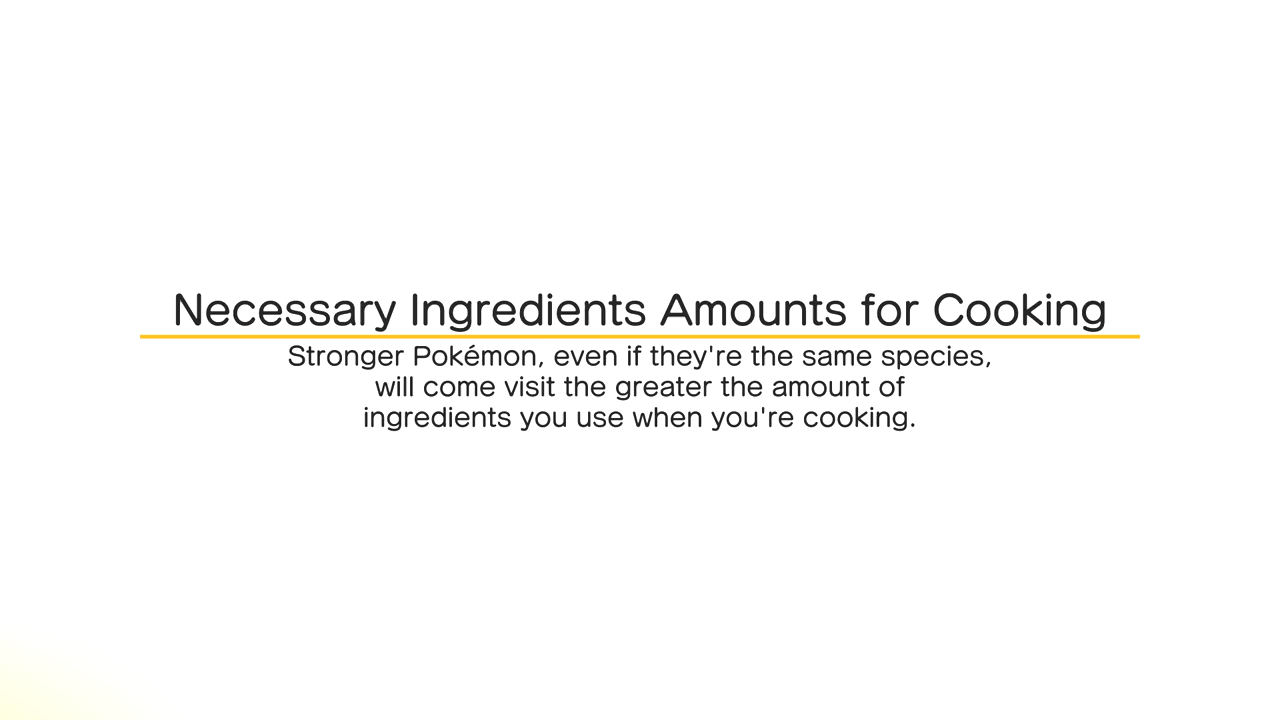 Necessary Ingredients Amounts for Cooking
Stronger Pokémon, even if they're the same species,
will come visit the greater the amount of
ingredients you use when you're cooking.